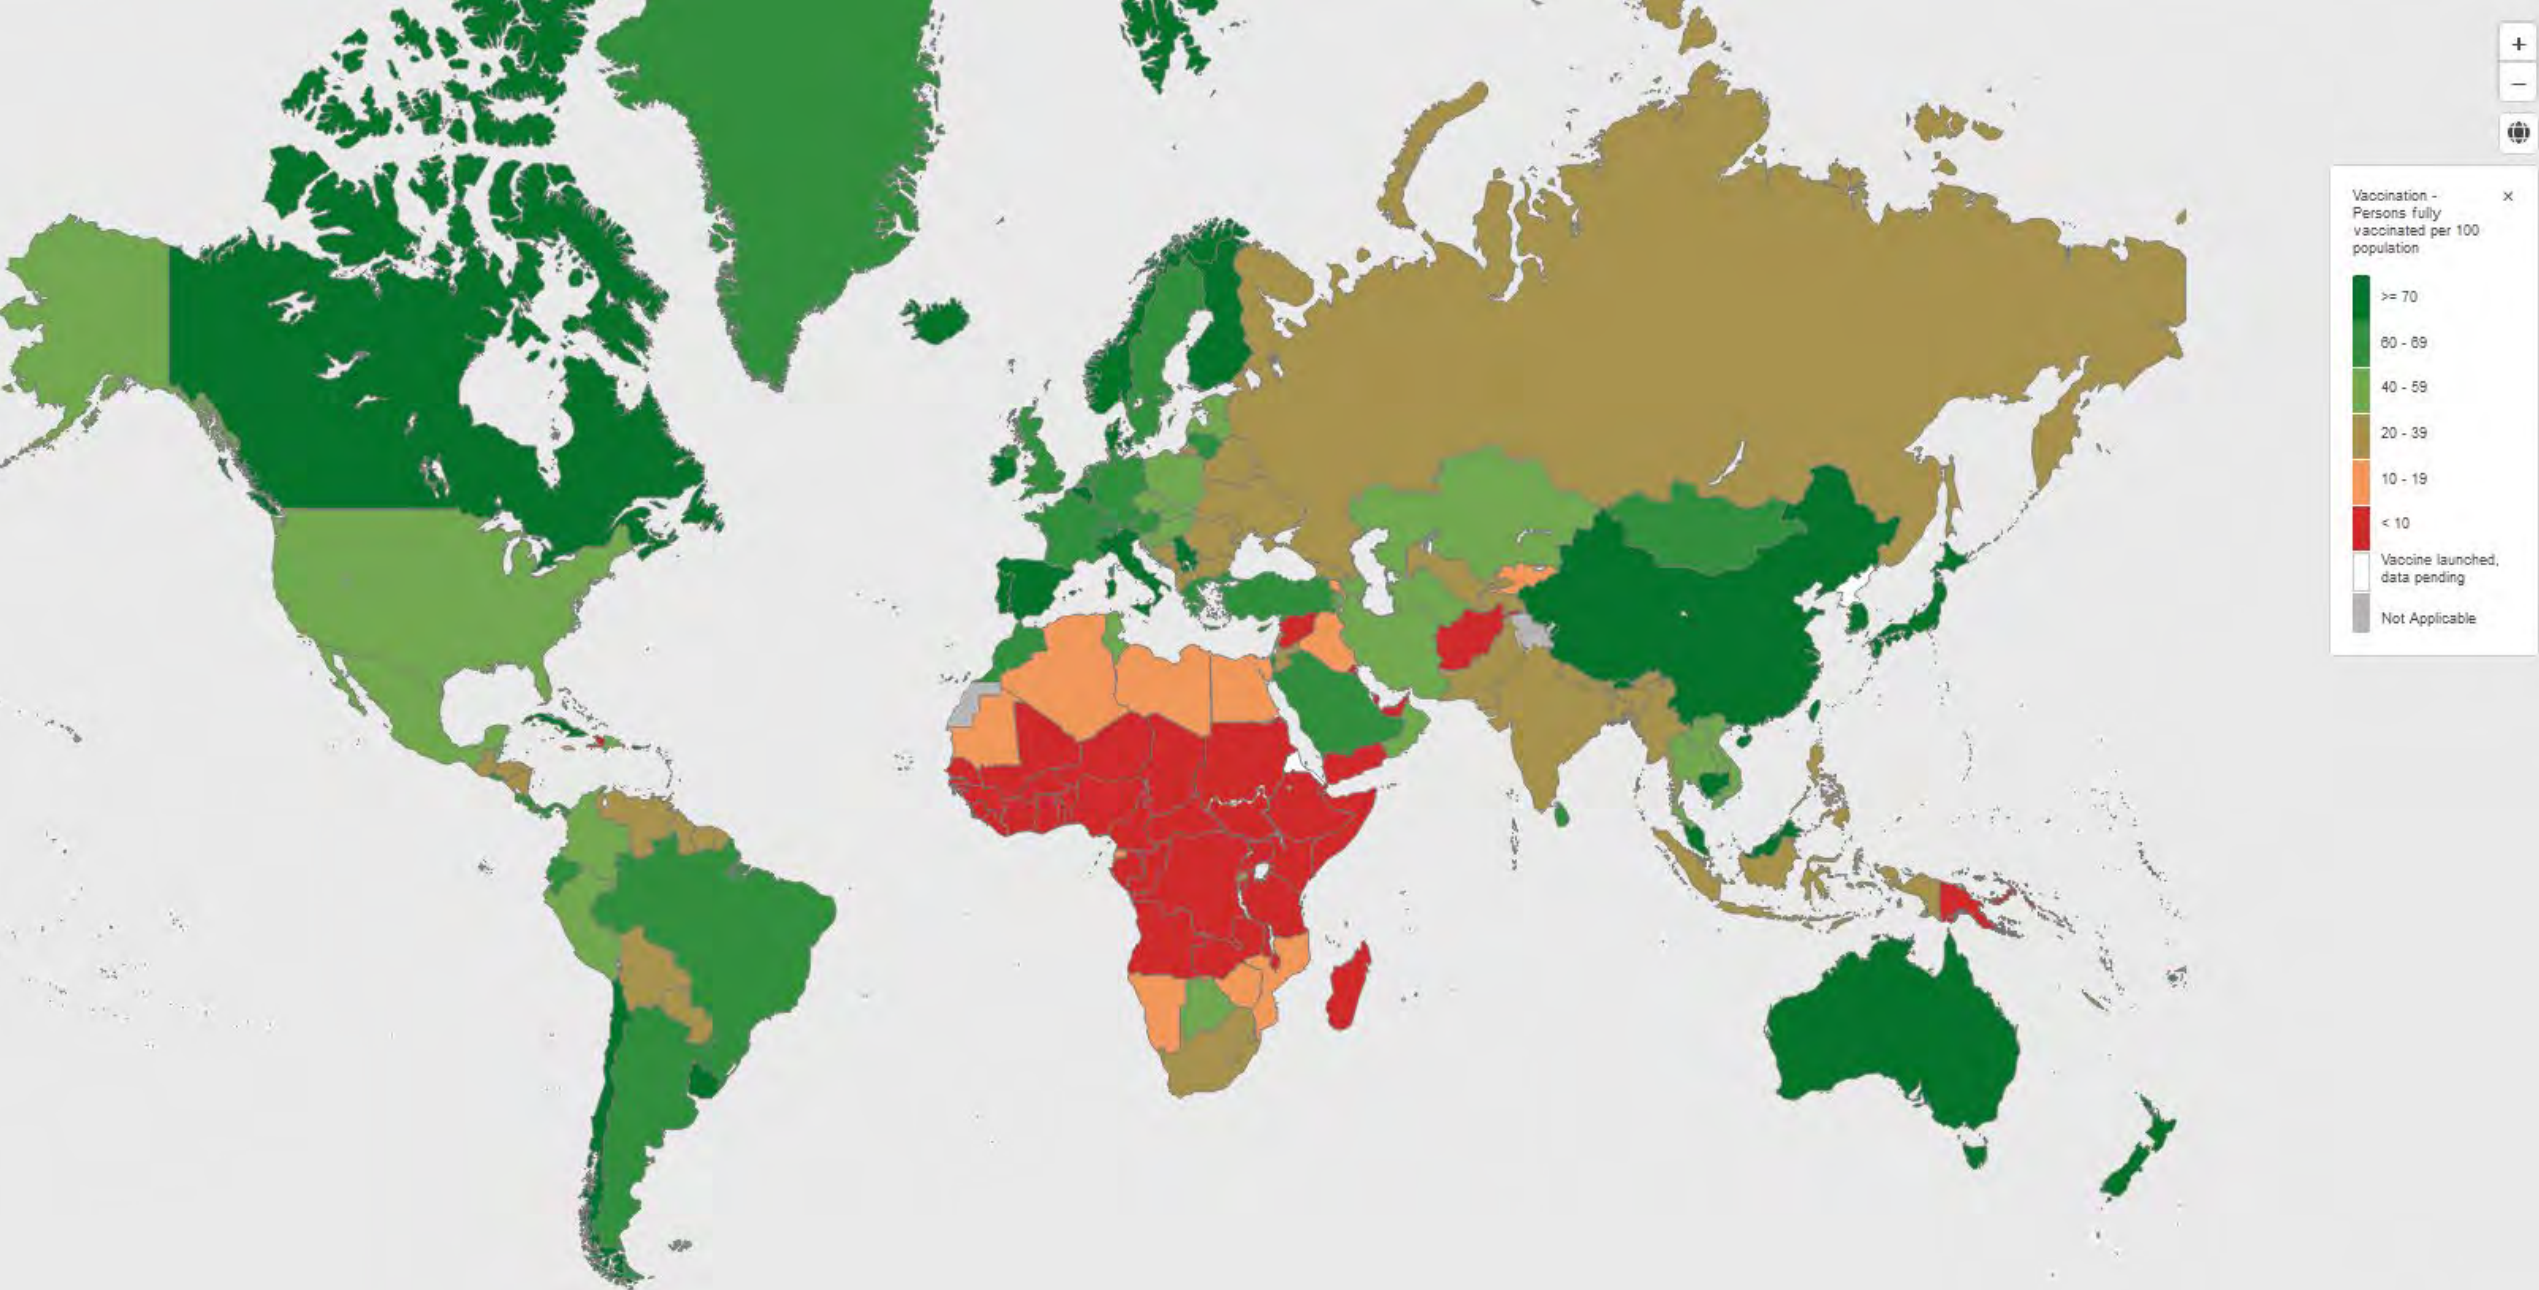 +
−
Vaccination - ×
Persons fully
vaccinated per 100
population
>= 70
60 - 69
40 - 59
20 - 39
10 - 19
< 10
Vaccine launched,
data pending
Not Applicable